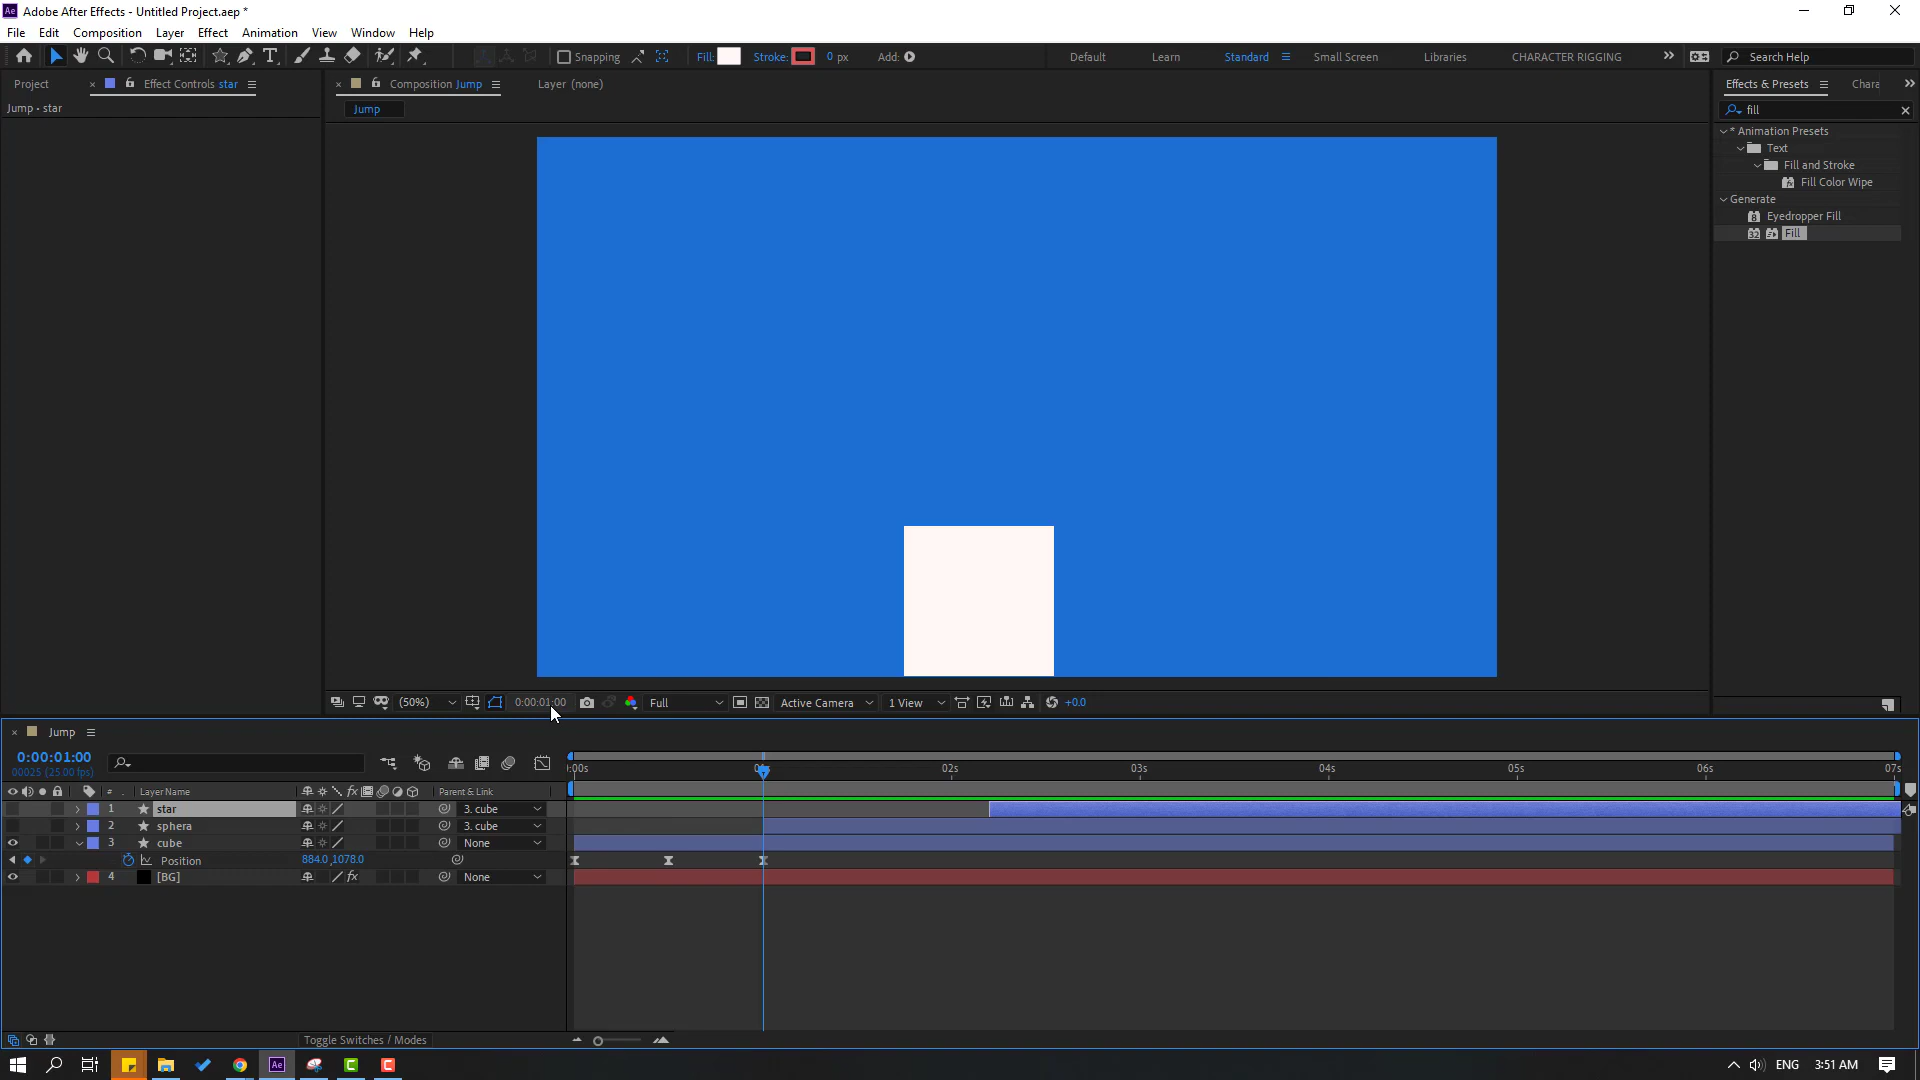 Adobe After Effects - Untitled Project.aep *
File Edit Composition Layer Effect Animation View Window Help
Snapping Fill: Stroke: 0 px Add: Default Learn Standard Small Screen Libraries CHARACTER RIGGING Search Help
Project Effect Controls star Composition Jump Layer (none) Effects & Presets Chara
Jump • star Jump fill
* Animation Presets
Text
Fill and Stroke
Fill Color Wipe
Generate
Eyedropper Fill
Fill
(50%) 0:00:01:00 Full Active Camera 1 View +0.0
Jump
0:00:01:00
00025 (25.00 fps)
:00s 02s 03s 04s 05s 06s 07s
# Layer Name Parent & Link
1 star 3. cube
2 sphera 3. cube
3 cube None
Position 884.0,1078.0
4 [BG] None
Toggle Switches / Modes
ENG 3:51 AM